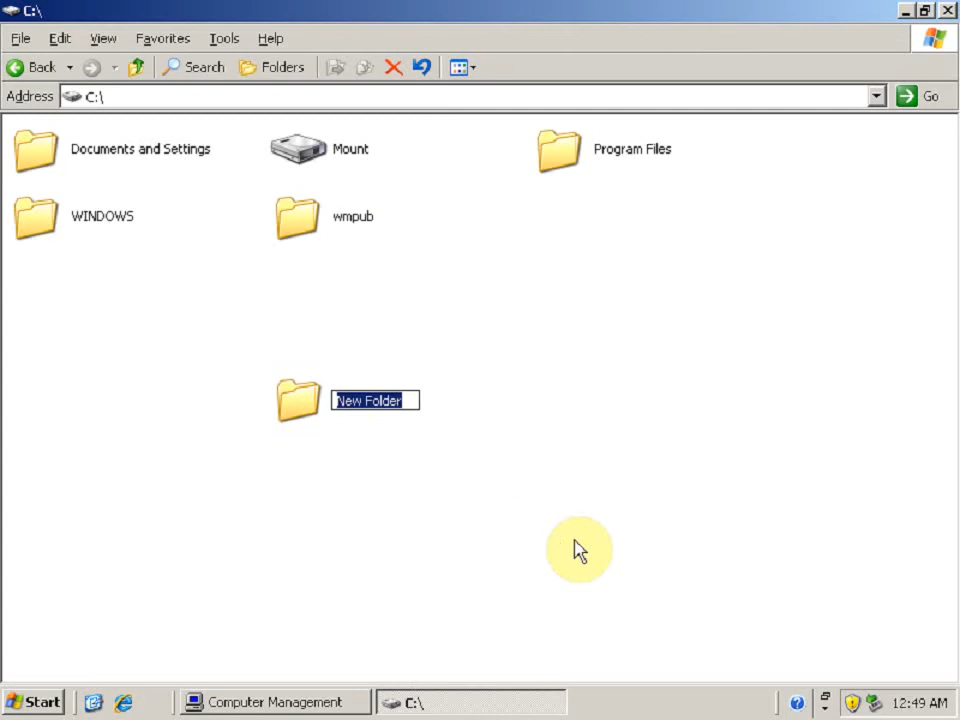 C:\
File Edit View Favorites Tools Help
Back Search Folders
Address C:\ Go
Documents and Settings Mount Program Files
WINDOWS wmpub
New Folder
Start Computer Management C:\ 12:49 AM